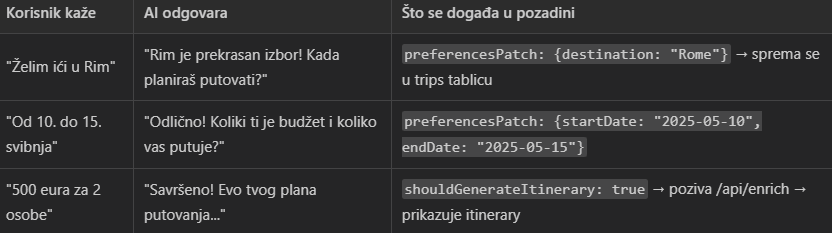 Korisnik kaže AI odgovara Što se događa u pozadini
"Želim ići u Rim"
"Rim je prekrasan izbor! Kada
planiraš putovati?"
preferencesPatch: {destination: "Rome"} → sprema se
u trips tablicu
"Od 10. do 15.
svibnja"
"Odlično! Koliki ti je budžet i koliko
vas putuje?"
preferencesPatch: {startDate: "2025-05-10",
endDate: "2025-05-15"}
"500 eura za 2
osobe"
"Savršeno! Evo tvog plana
putovanja..."
shouldGenerateItinerary: true → poziva /api/enrich →
prikazuje itinerary